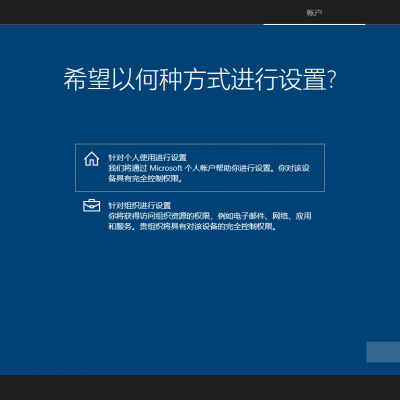 帐户
希望以何种方式进行设置?
针对个人使用进行设置
我们将通过 Microsoft 个人帐户帮助你进行设置。你对该设
备具有完全控制权限。
针对组织进行设置
你将获得访问组织资源的权限，例如电子邮件、网络、应用
和服务。贵组织将具有对该设备的完全控制权限。